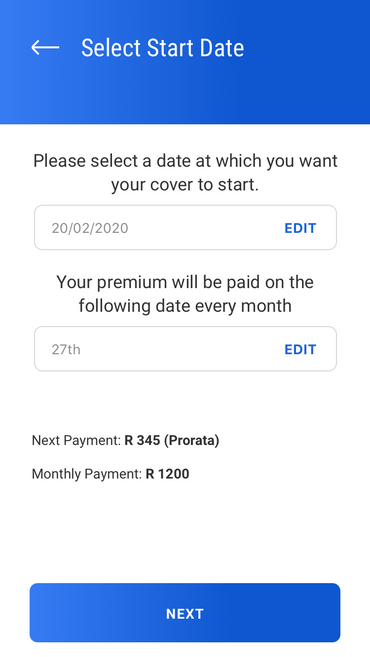 Select Start Date
Please select a date at which you want
your cover to start.
20/02/2020 EDIT
Your premium will be paid on the
following date every month
27th EDIT
Next Payment: R 345 (Prorata)
Monthly Payment: R 1200
NEXT